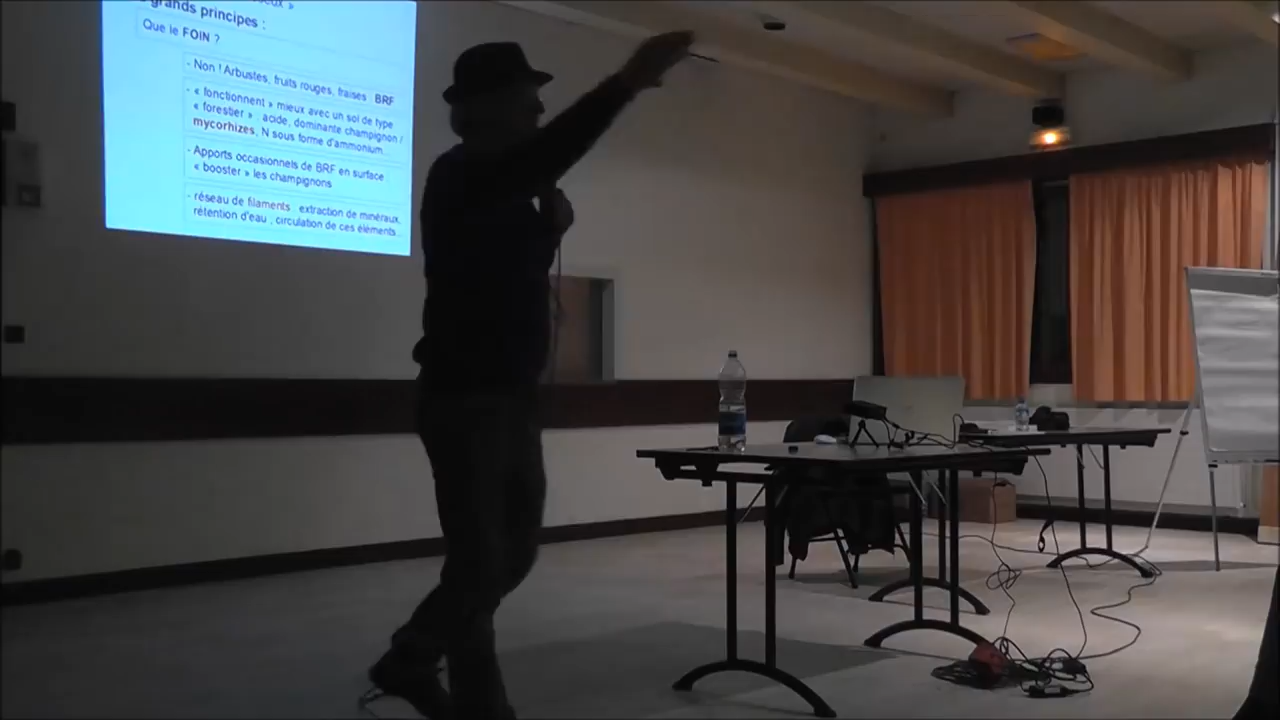 grands principes :
Que le FOIN ?
- Non ! Arbustes, fruits rouges, fraises : BRF
- « fonctionnent » mieux avec un sol de type
« forestier » : acide, dominante champignon /
mycorhizes, N sous forme d'ammonium...
- Apports occasionnels de BRF en surface :
« booster » les champignons
- réseau de filaments : extraction de minéraux,
rétention d'eau ; circulation de ces éléments...